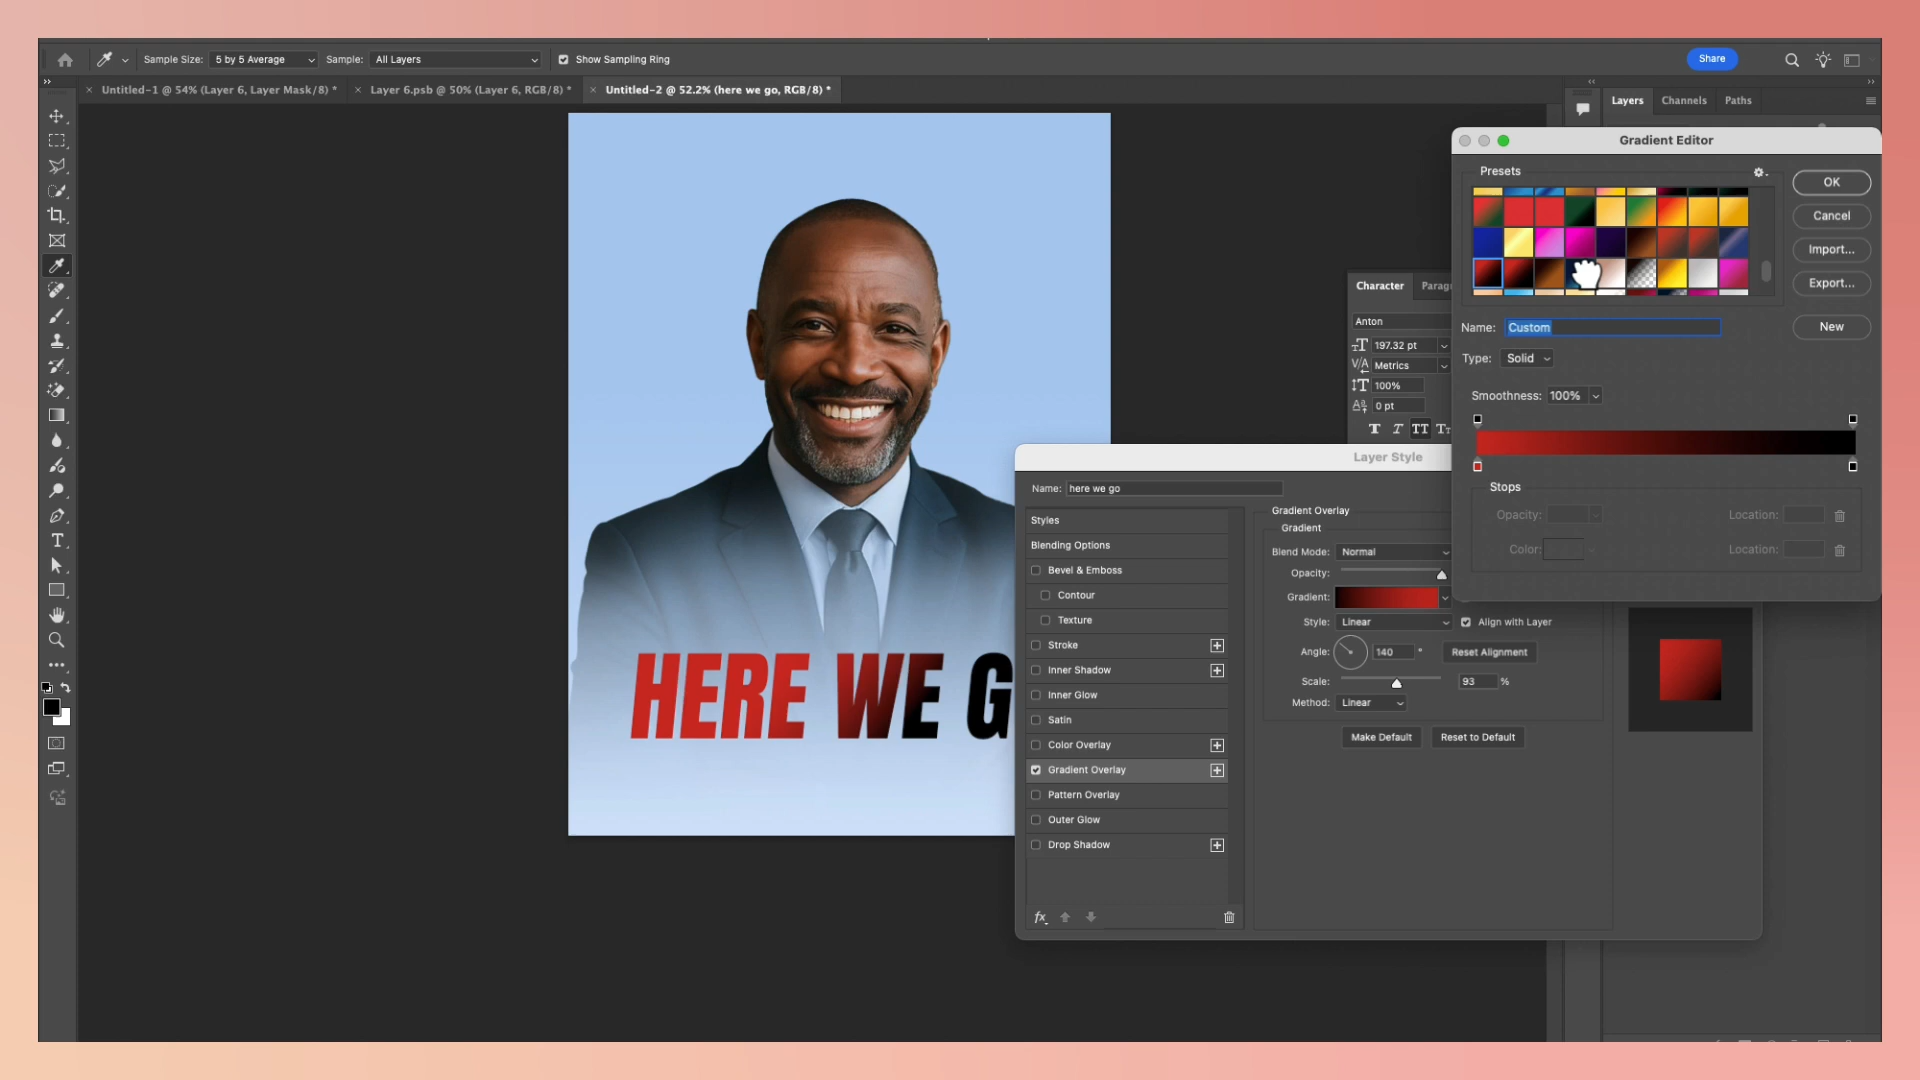 Sample Size: 5 by 5 Average Sample: All Layers Show Sampling Ring Share
Untitled-1 @ 54% (Layer 6, Layer Mask/8) *
Layer 6.psb @ 50% (Layer 6, RGB/8) *
Untitled-2 @ 52.2% (here we go, RGB/8) *
Layers Channels Paths
Gradient Editor
Presets
OK
Cancel
Import...
Export...
Name: Custom
New
Type: Solid
Smoothness: 100%
Stops
Opacity: Location:
Color: Location:
Character Paragr
Anton
197.32 pt
Metrics
100%
0 pt
T T TT Tт
Layer Style
Name: here we go
Styles
Blending Options
Bevel & Emboss
Contour
Texture
Stroke
Inner Shadow
Inner Glow
Satin
Color Overlay
Gradient Overlay
Pattern Overlay
Outer Glow
Drop Shadow
fx
Gradient Overlay
Gradient
Blend Mode: Normal
Opacity:
Gradient:
Style: Linear Align with Layer
Angle: 140 ° Reset Alignment
Scale: 93 %
Method: Linear
Make Default Reset to Default
HERE WE G